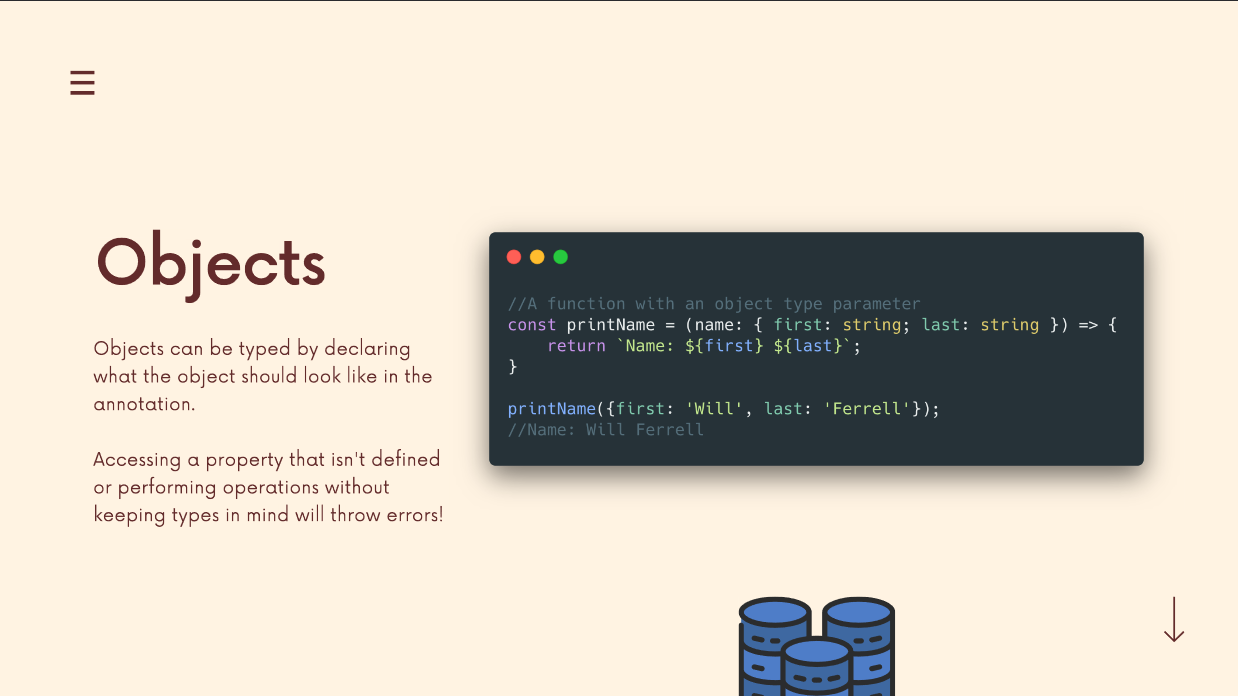 Objects
Objects can be typed by declaring
what the object should look like in the
annotation.
Accessing a property that isn't defined
or performing operations without
keeping types in mind will throw errors!
//A function with an object type parameter
const printName = (name: { first: string; last: string }) => {
    return `Name: ${first} ${last}`;
}
printName({first: 'Will', last: 'Ferrell'});
//Name: Will Ferrell